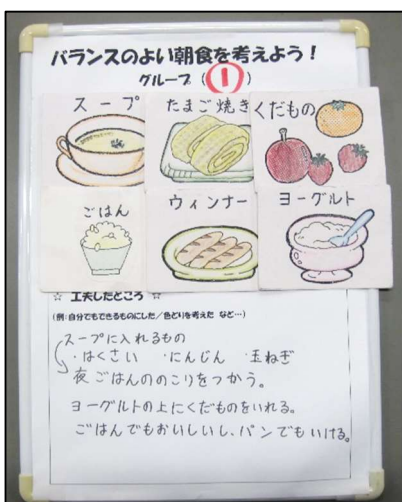 バランスのよい朝食を考えよう！
グループ（1）
スープ たまご焼き くだもの
ごはん ウィンナー ヨーグルト
☆ 工夫したところ ☆
(例：自分でもできるものにした／色どりを考えた など…)
スープに入れるもの
・はくさい ・にんじん ・玉ねぎ
夜ごはんののこりをつかう。
ヨーグルトの上にくだものをいれる。
ごはんでもおいしいし、パンでもいける。